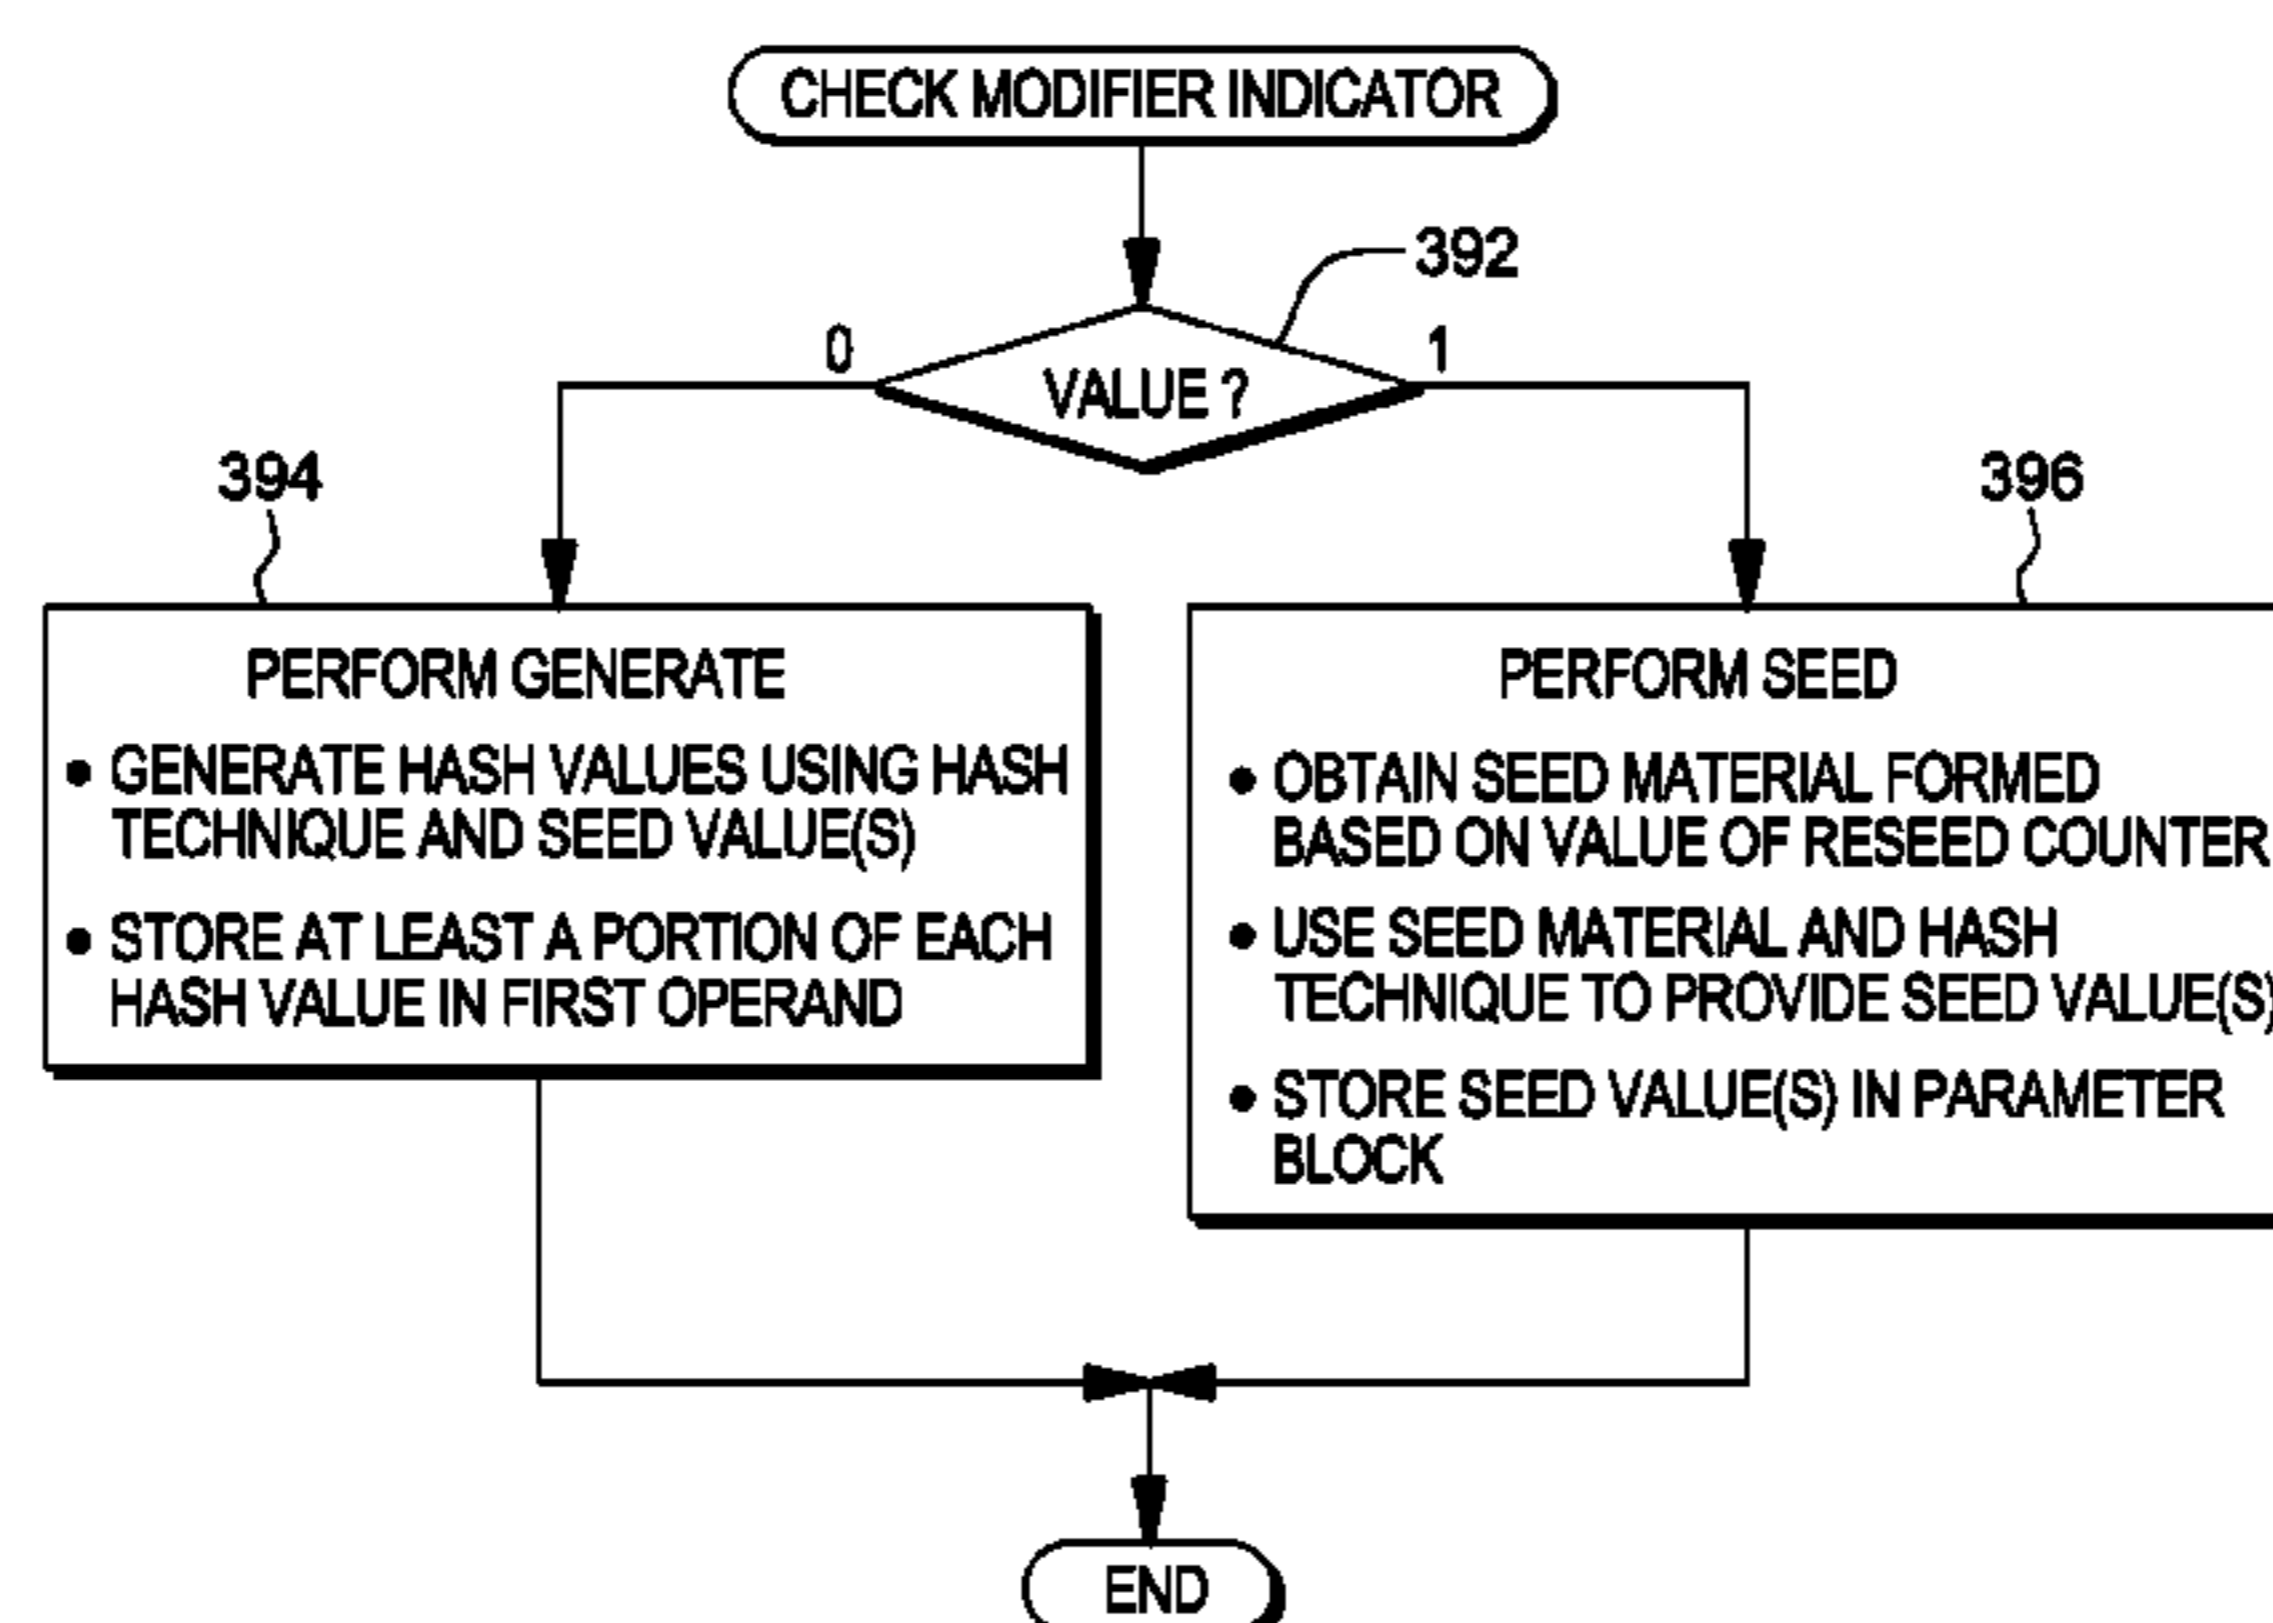 CHECK MODIFIER INDICATOR
392
0
1
VALUE ?
394
396
PERFORM GENERATE
• GENERATE HASH VALUES USING HASH
TECHNIQUE AND SEED VALUE(S)
• STORE AT LEAST A PORTION OF EACH
HASH VALUE IN FIRST OPERAND
PERFORM SEED
• OBTAIN SEED MATERIAL FORMED
BASED ON VALUE OF RESEED COUNTER
• USE SEED MATERIAL AND HASH
TECHNIQUE TO PROVIDE SEED VALUE(S)
• STORE SEED VALUE(S) IN PARAMETER
BLOCK
END